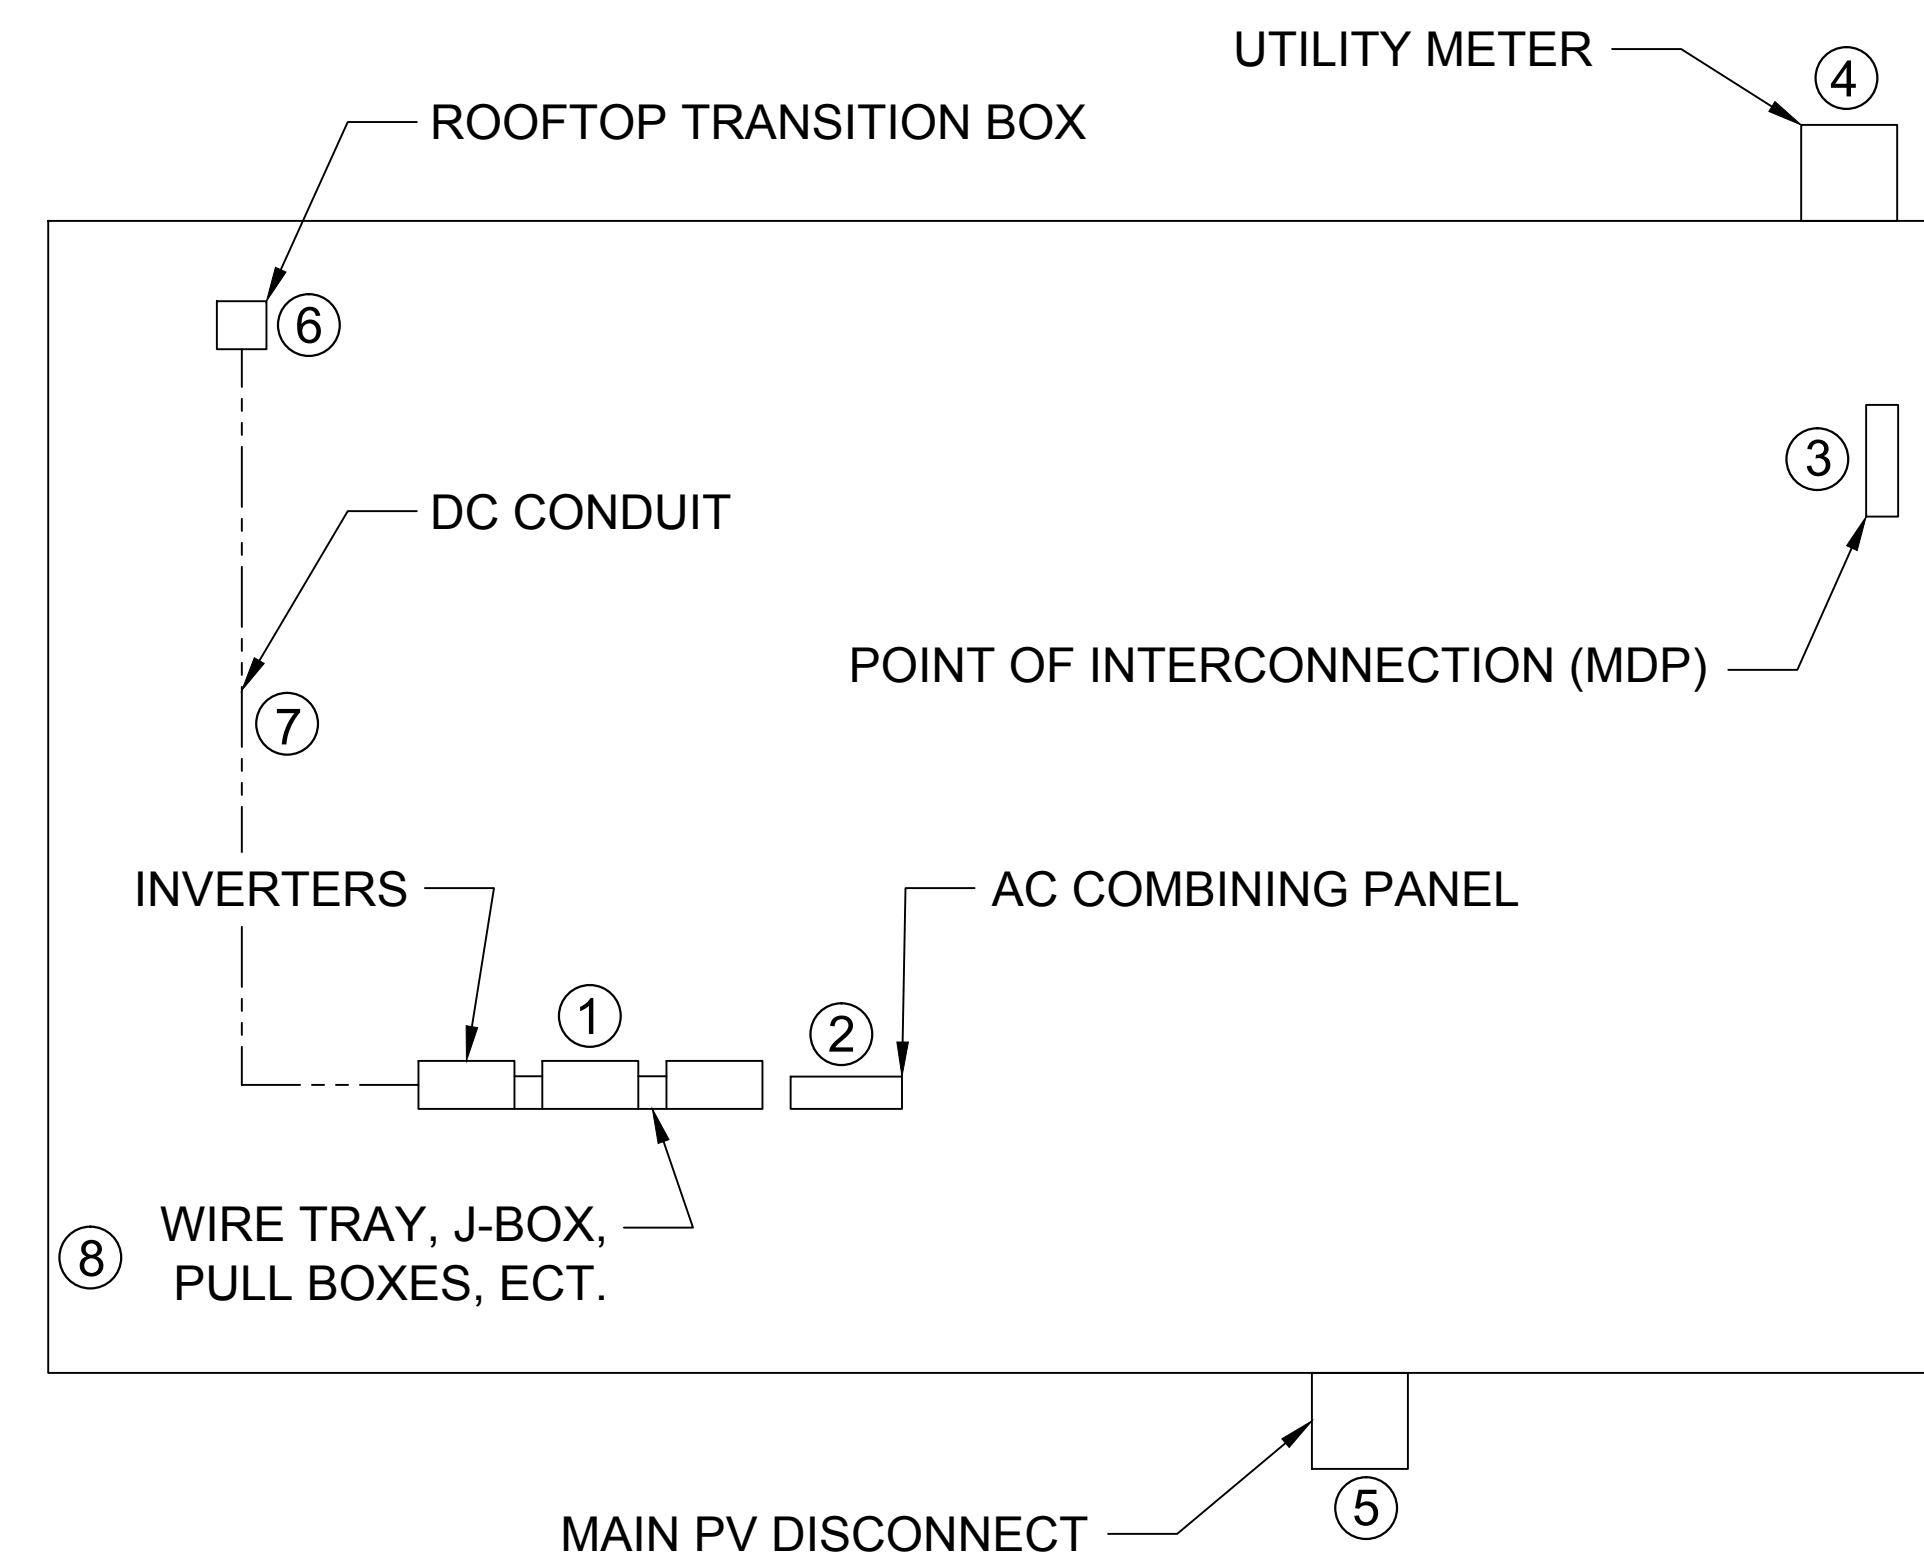 UTILITY METER
4
ROOFTOP TRANSITION BOX
6
3
DC CONDUIT
POINT OF INTERCONNECTION (MDP)
7
INVERTERS
AC COMBINING PANEL
1
2
WIRE TRAY, J-BOX,
PULL BOXES, ECT.
8
5
MAIN PV DISCONNECT